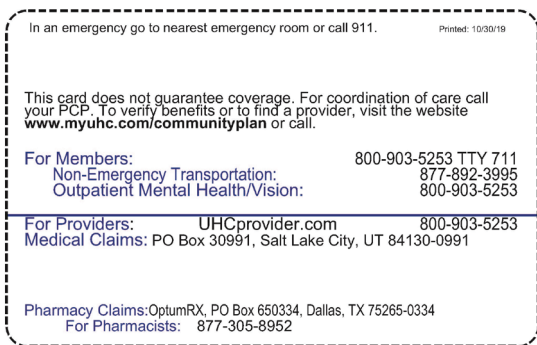 In an emergency go to nearest emergency room or call 911. Printed: 10/30/19
This card does not guarantee coverage. For coordination of care call
your PCP. To verify benefits or to find a provider, visit the website
www.myuhc.com/communityplan or call.
For Members: 800-903-5253 TTY 711
Non-Emergency Transportation: 877-892-3995
Outpatient Mental Health/Vision: 800-903-5253
For Providers: UHCprovider.com 800-903-5253
Medical Claims: PO Box 30991, Salt Lake City, UT 84130-0991
Pharmacy Claims:OptumRX, PO Box 650334, Dallas, TX 75265-0334
For Pharmacists: 877-305-8952